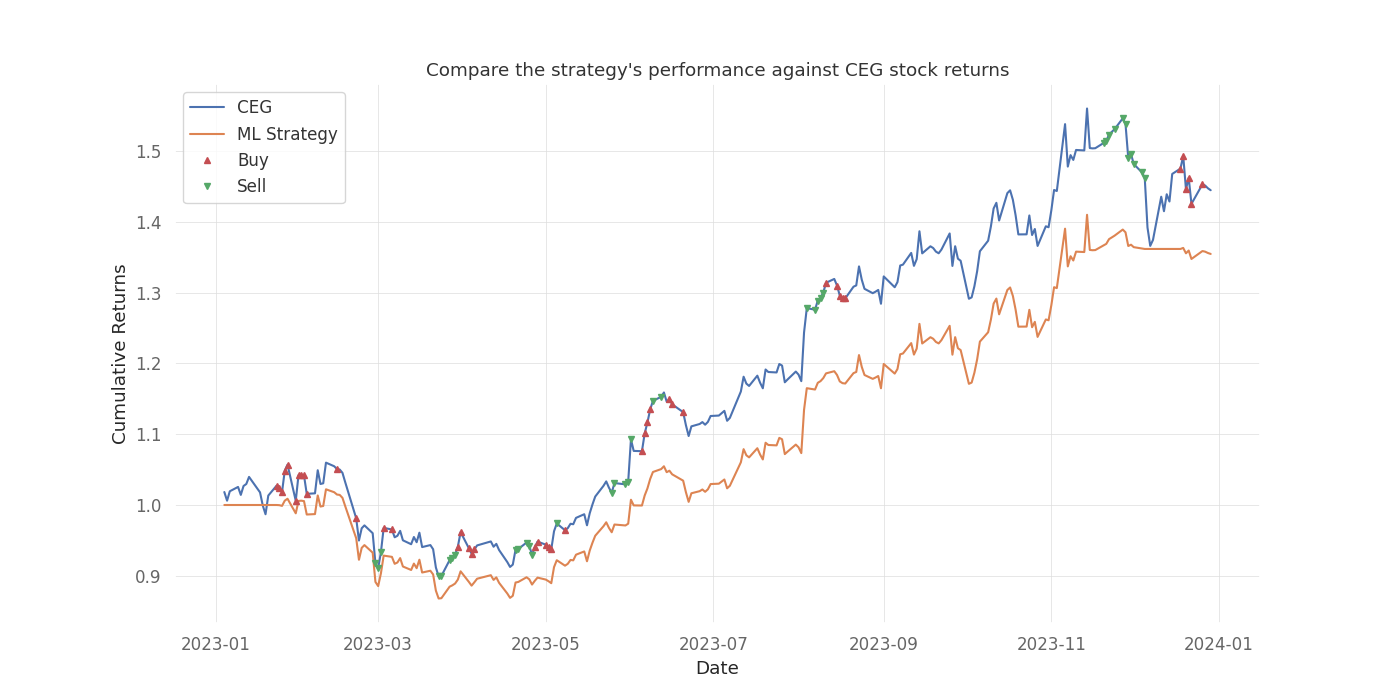 Compare the strategy's performance against CEG stock returns
CEG
ML Strategy
Buy
Sell
Cumulative Returns
1.5
1.4
1.3
1.2
1.1
1.0
0.9
2023-01
2023-03
2023-05
2023-07
2023-09
2023-11
2024-01
Date